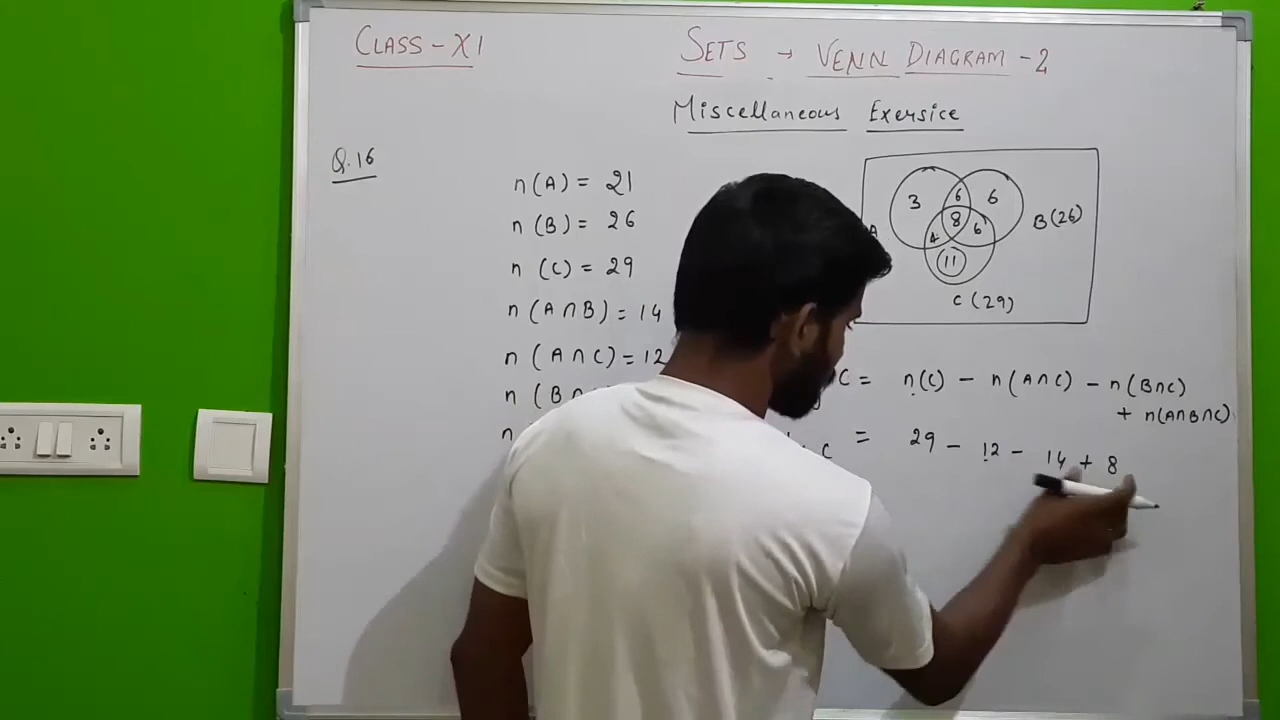 CLASS-XI
SETS → VENN DIAGRAM - 2
Miscellaneous Exersice
Q.16
n(A) = 21
n(B) = 26
n (C) = 29
n(A∩B) = 14
n(A∩C) = 12
n(B∩
n
3 6 6
8
4 6
11
A
B(26)
C(29)
C = n(C) - n(A∩C) - n(B∩C)
+ n(A∩B∩C)
C = 29 - 12 - 14 + 8